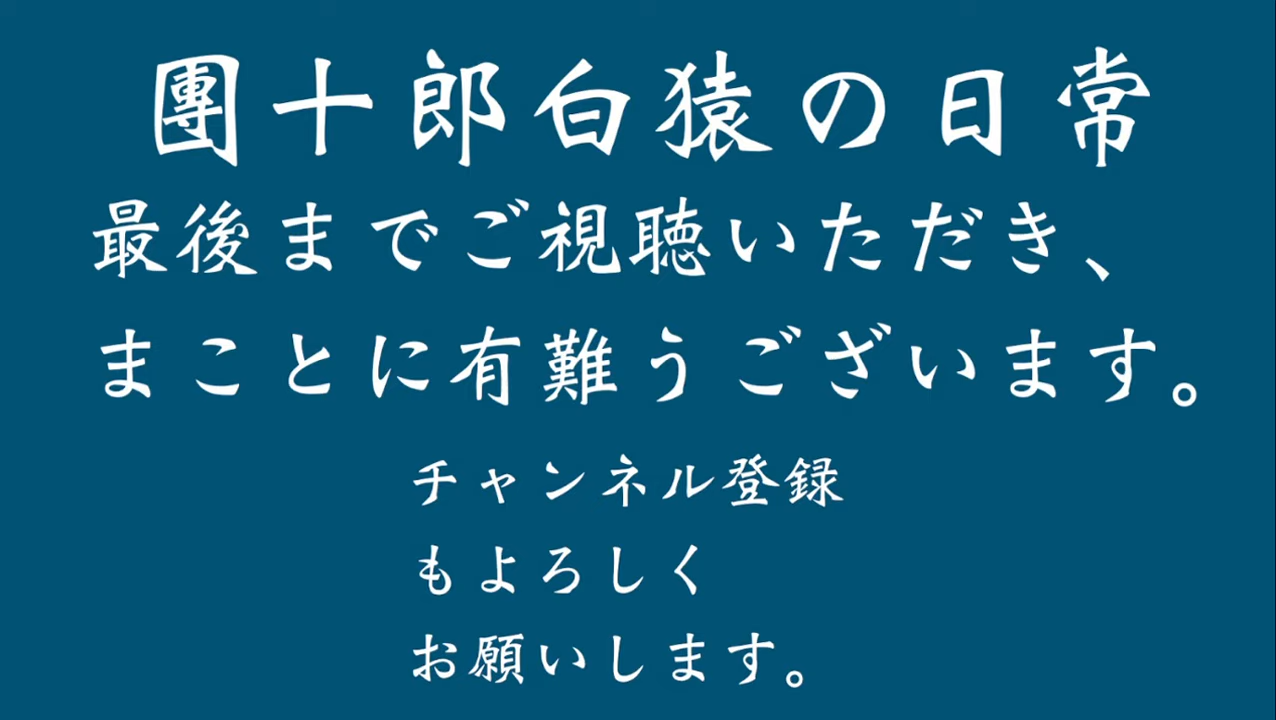 團十郎白猿の日常
最後までご視聴いただき、
まことに有難うございます。
チャンネル登録
もよろしく
お願いします。